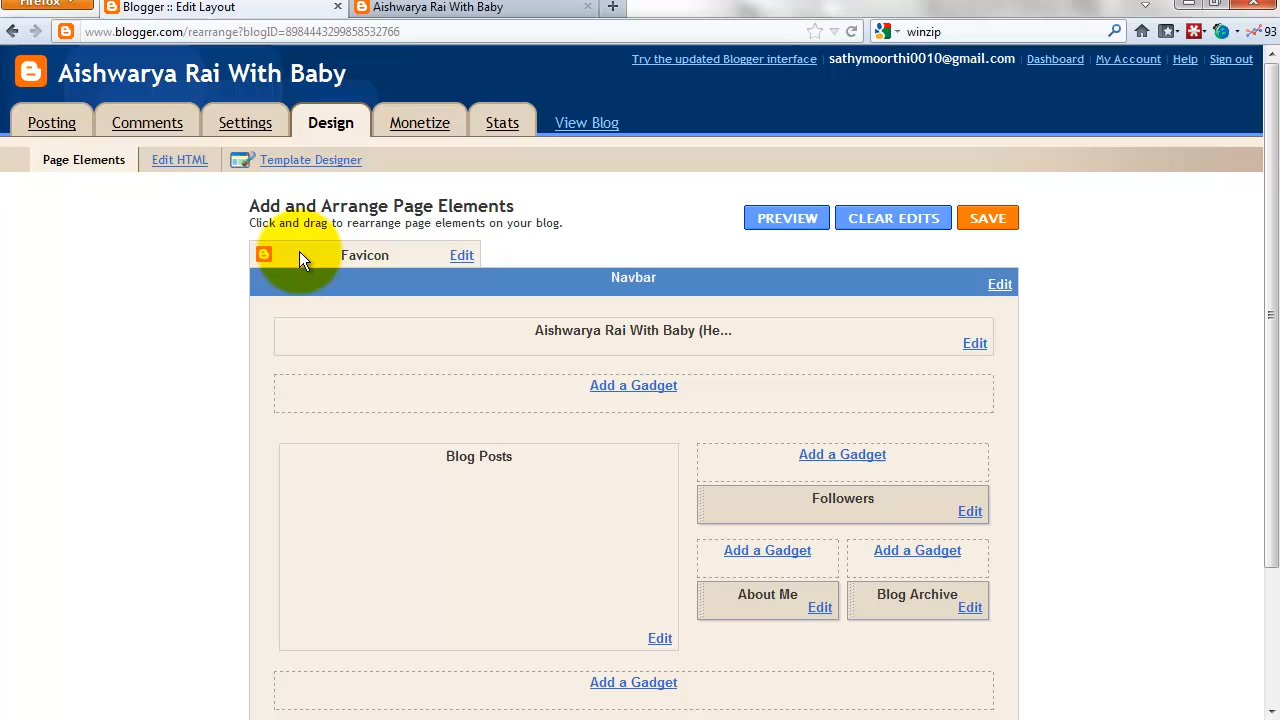 Firefox
Blogger :: Edit Layout
Aishwarya Rai With Baby
www.blogger.com/rearrange?blogID=8984443299858532766
winzip
93
Aishwarya Rai With Baby
Try the updated Blogger interface sathymoorthi0010@gmail.com Dashboard My Account Help Sign out
Posting Comments Settings Design Monetize Stats View Blog
Page Elements Edit HTML Template Designer
Add and Arrange Page Elements
Click and drag to rearrange page elements on your blog.
PREVIEW CLEAR EDITS SAVE
Favicon Edit
Navbar
Edit
Aishwarya Rai With Baby (He...
Edit
Add a Gadget
Blog Posts
Edit
Add a Gadget
Followers
Edit
Add a Gadget Add a Gadget
About Me Blog Archive
Edit Edit
Add a Gadget